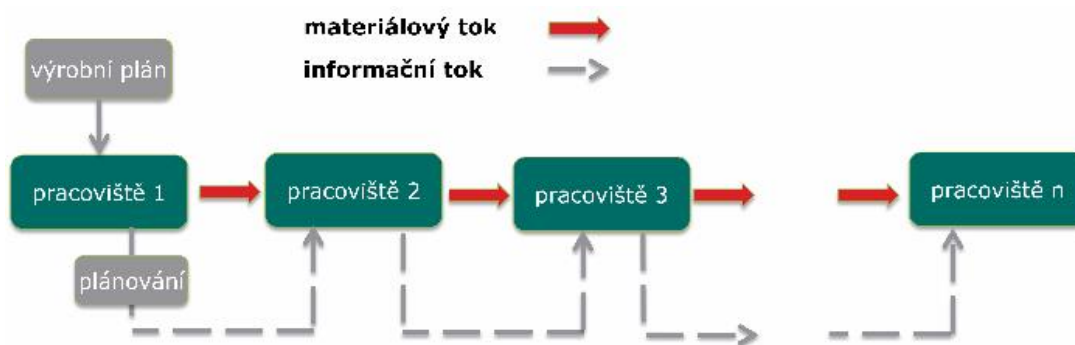 materiálový tok
informační tok
výrobní plán
pracoviště 1
pracoviště 2
pracoviště 3
pracoviště n
plánování